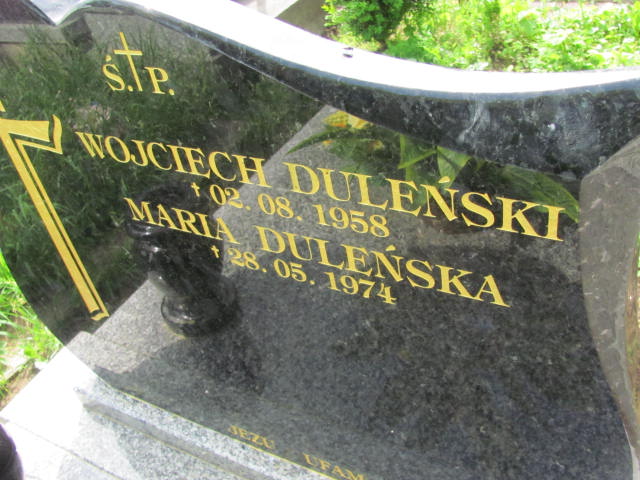 Ś.†P.
WOJCIECH DULEŃSKI
† 02. 08. 1958
MARIA DULEŃSKA
† 28. 05. 1974
JEZU UFAM